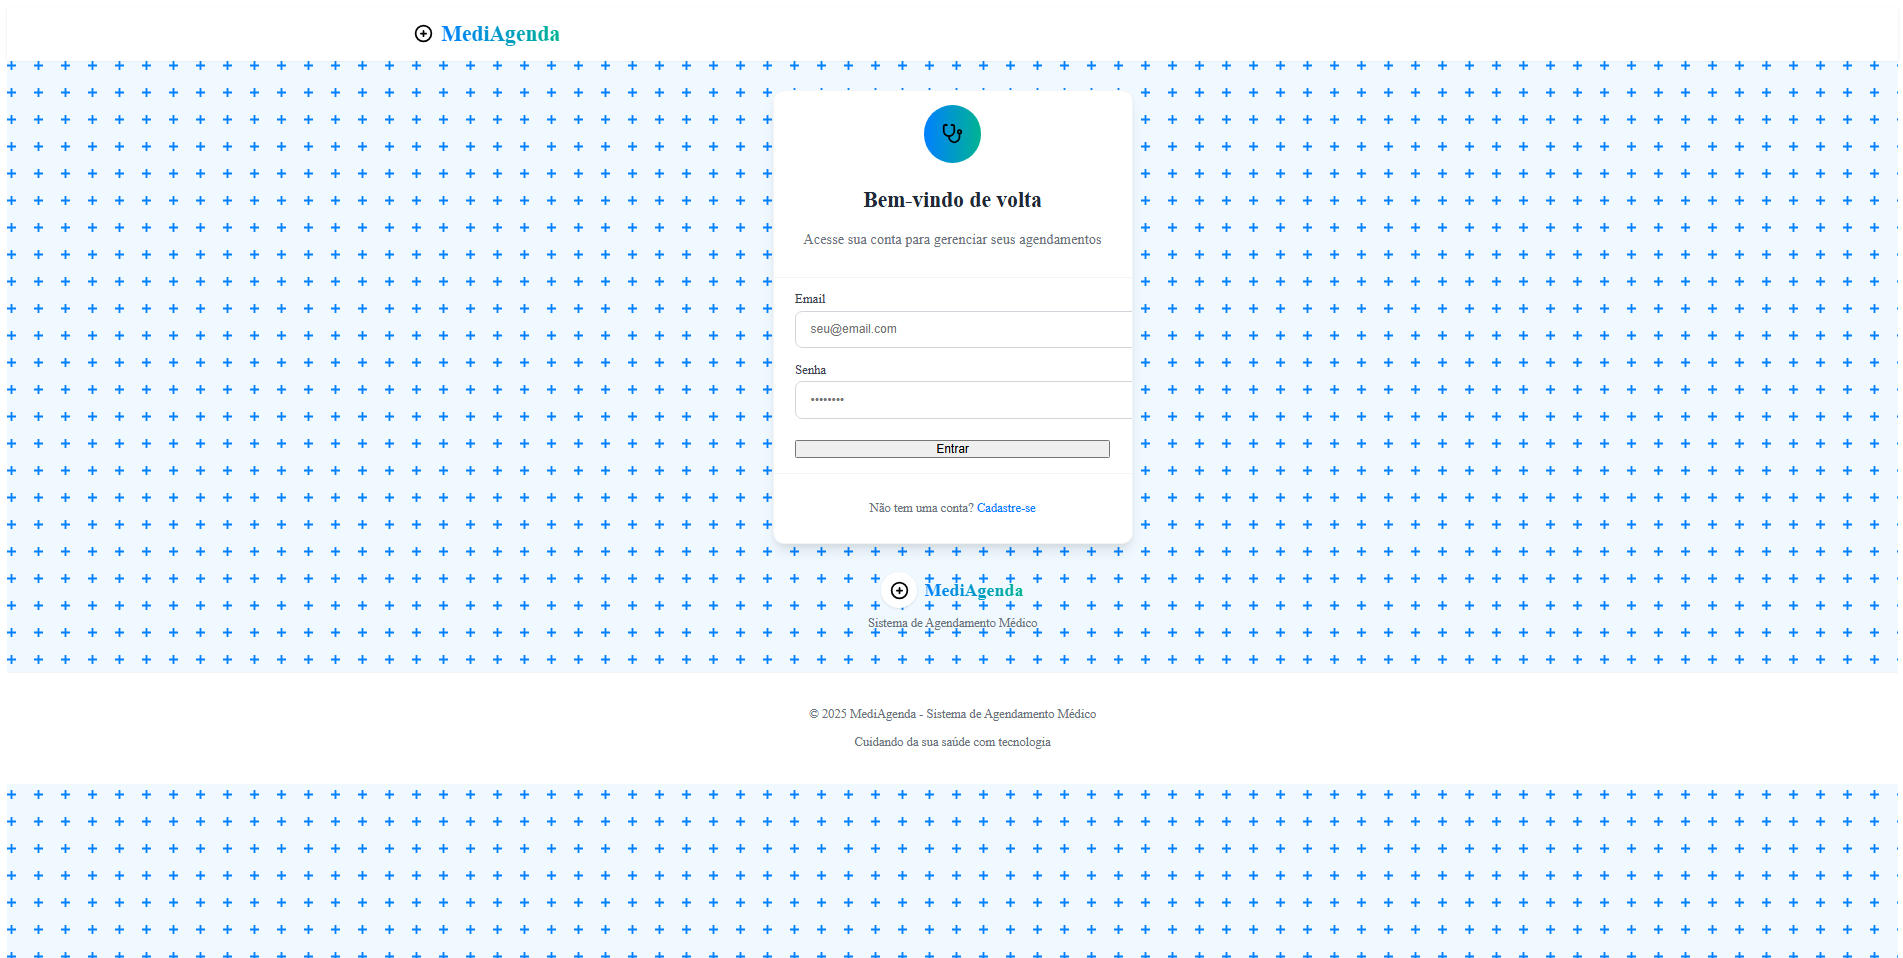 MediAgenda
Bem-vindo de volta
Acesse sua conta para gerenciar seus agendamentos
Email
seu@email.com
Senha
••••••••
Entrar
Não tem uma conta? Cadastre-se
MediAgenda
Sistema de Agendamento Médico
© 2025 MediAgenda - Sistema de Agendamento Médico
Cuidando da sua saúde com tecnologia